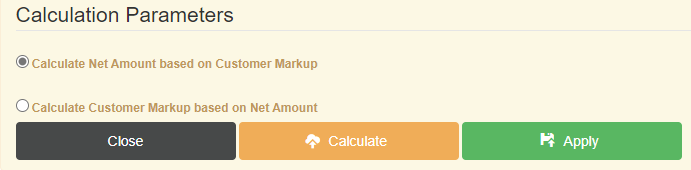 Calculation Parameters
Calculate Net Amount based on Customer Markup
Calculate Customer Markup based on Net Amount
Close Calculate Apply